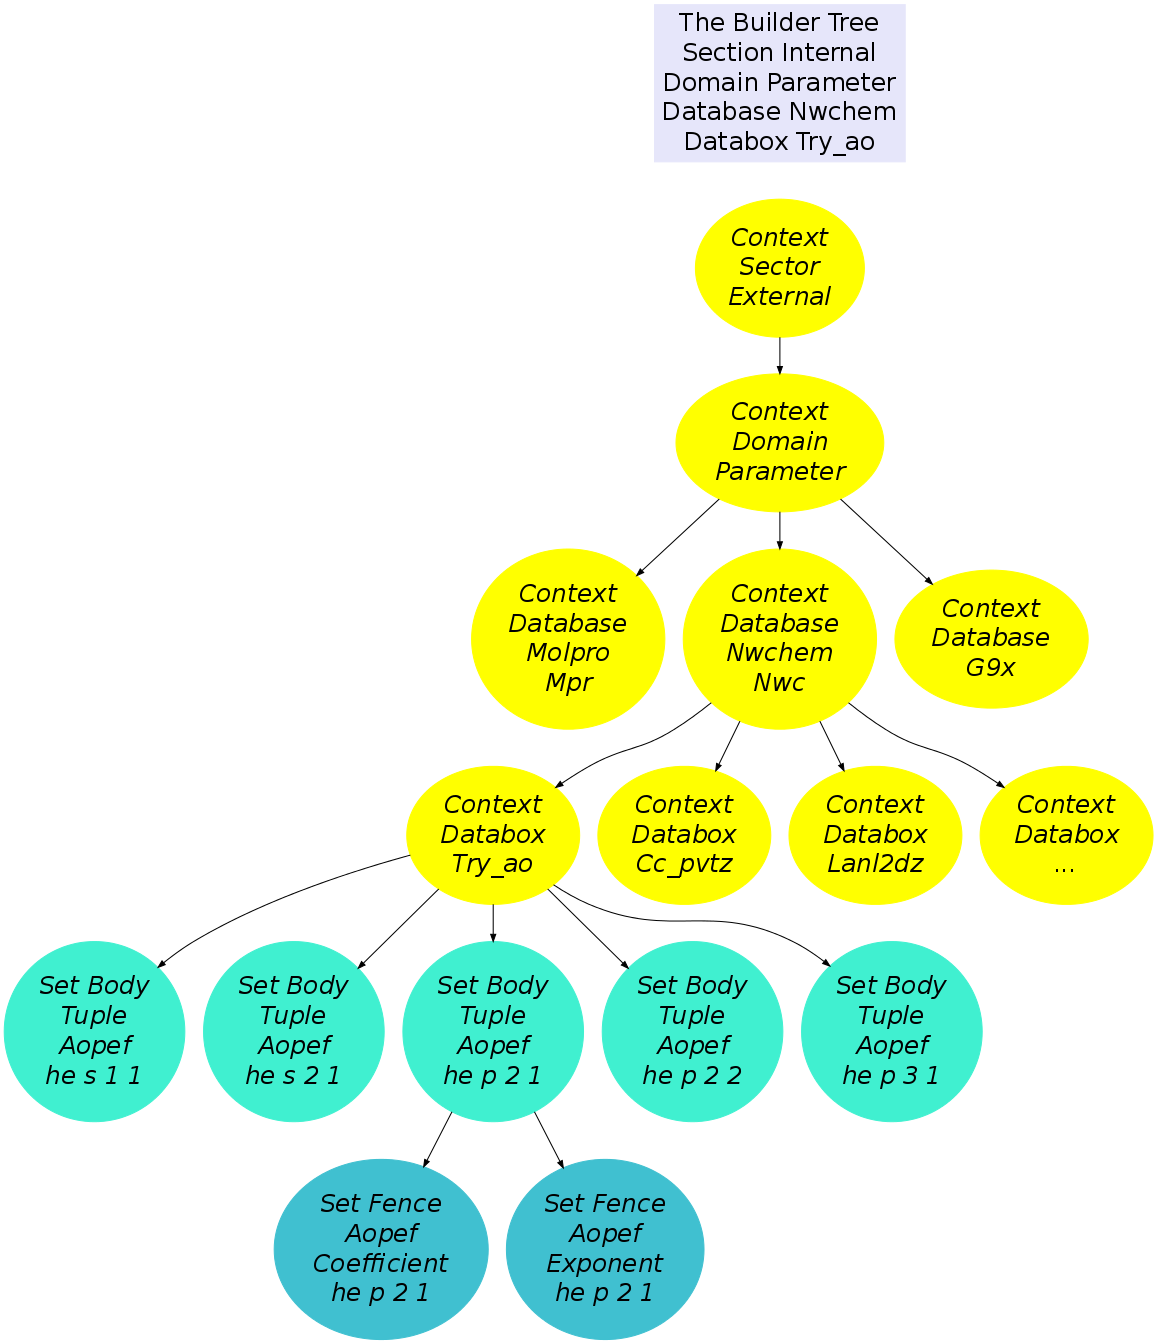 The Builder Tree
Section Internal
Domain Parameter
Database Nwchem
Databox Try_ao
Context
Sector
External
Context
Domain
Parameter
Context
Database
Molpro
Mpr
Context
Database
Nwchem
Nwc
Context
Database
G9x
Context
Databox
Try_ao
Context
Databox
Cc_pvtz
Context
Databox
Lanl2dz
Context
Databox
...
Set Body
Tuple
Aopef
he s 1 1
Set Body
Tuple
Aopef
he s 2 1
Set Body
Tuple
Aopef
he p 2 1
Set Body
Tuple
Aopef
he p 2 2
Set Body
Tuple
Aopef
he p 3 1
Set Fence
Aopef
Coefficient
he p 2 1
Set Fence
Aopef
Exponent
he p 2 1